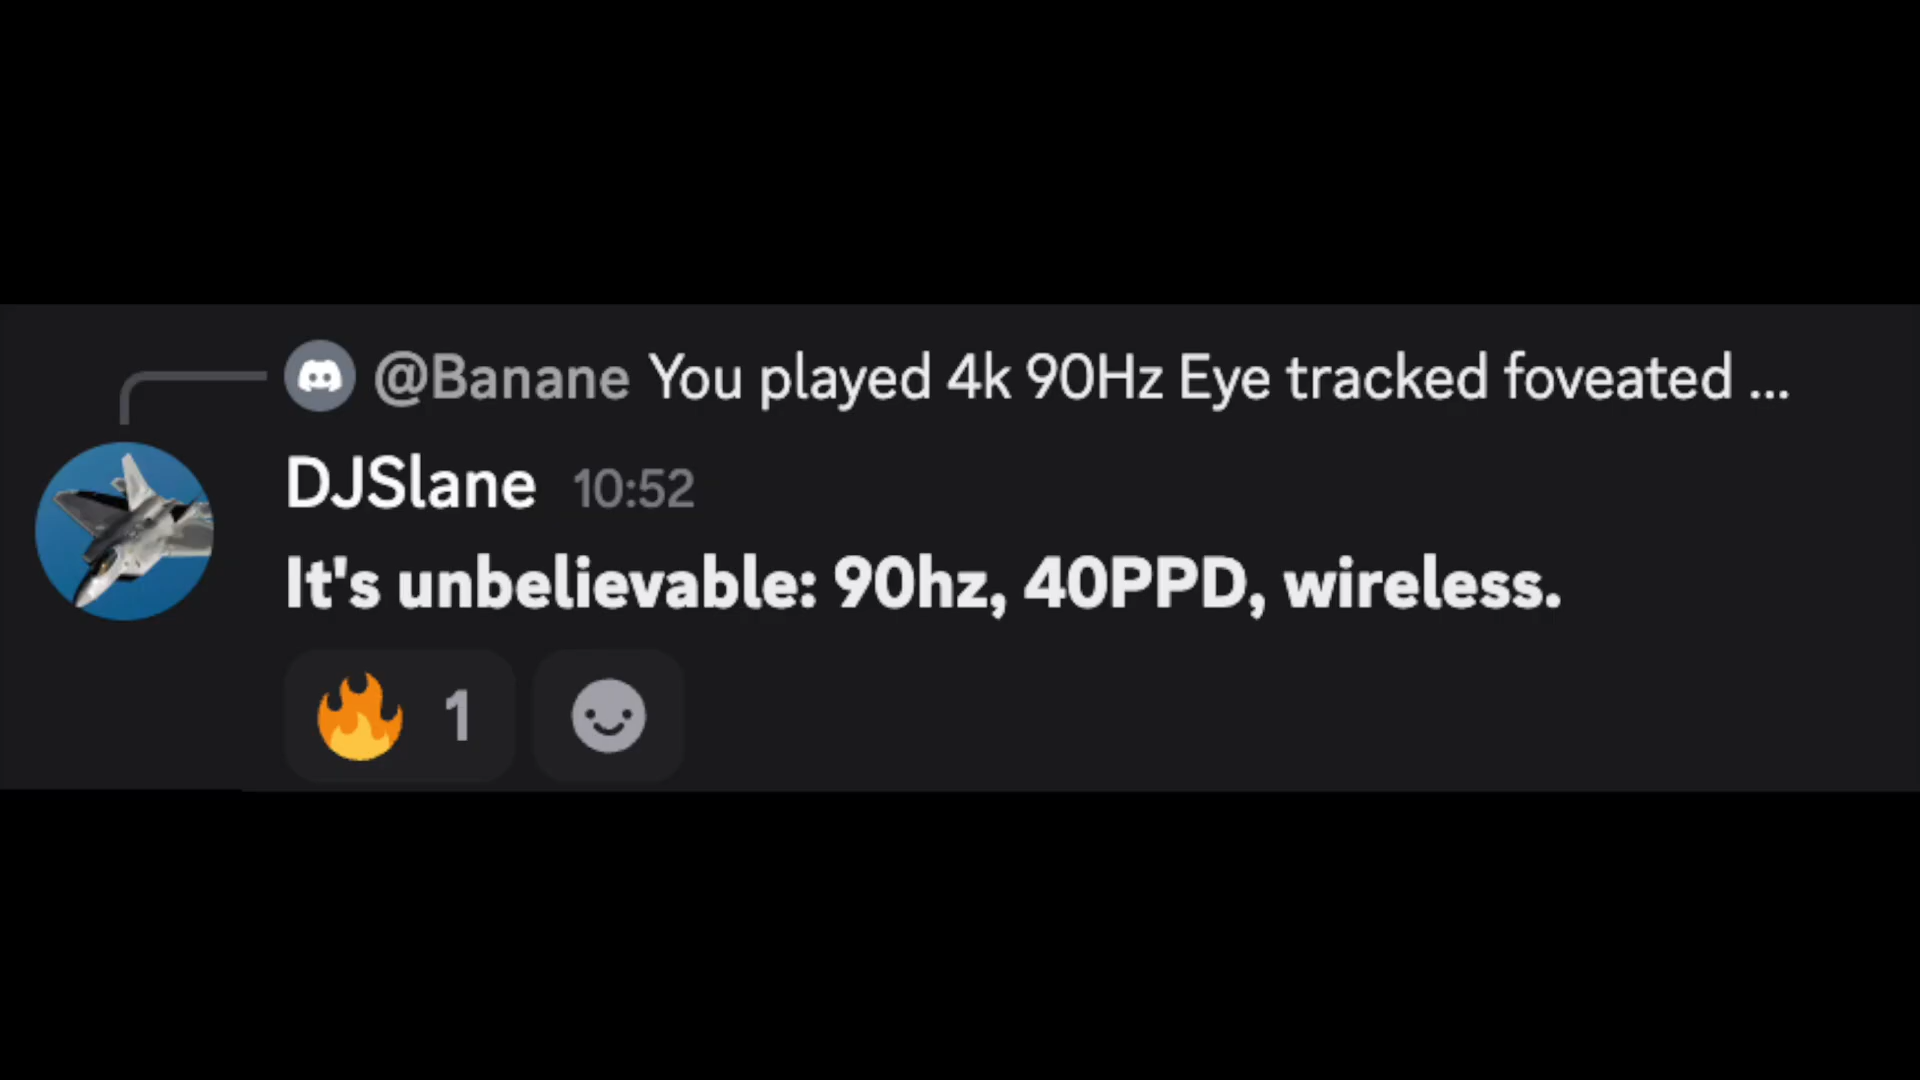 @Banane You played 4k 90Hz Eye tracked foveated ...
DJSlane 10:52
It's unbelievable: 90hz, 40PPD, wireless.
🔥 1